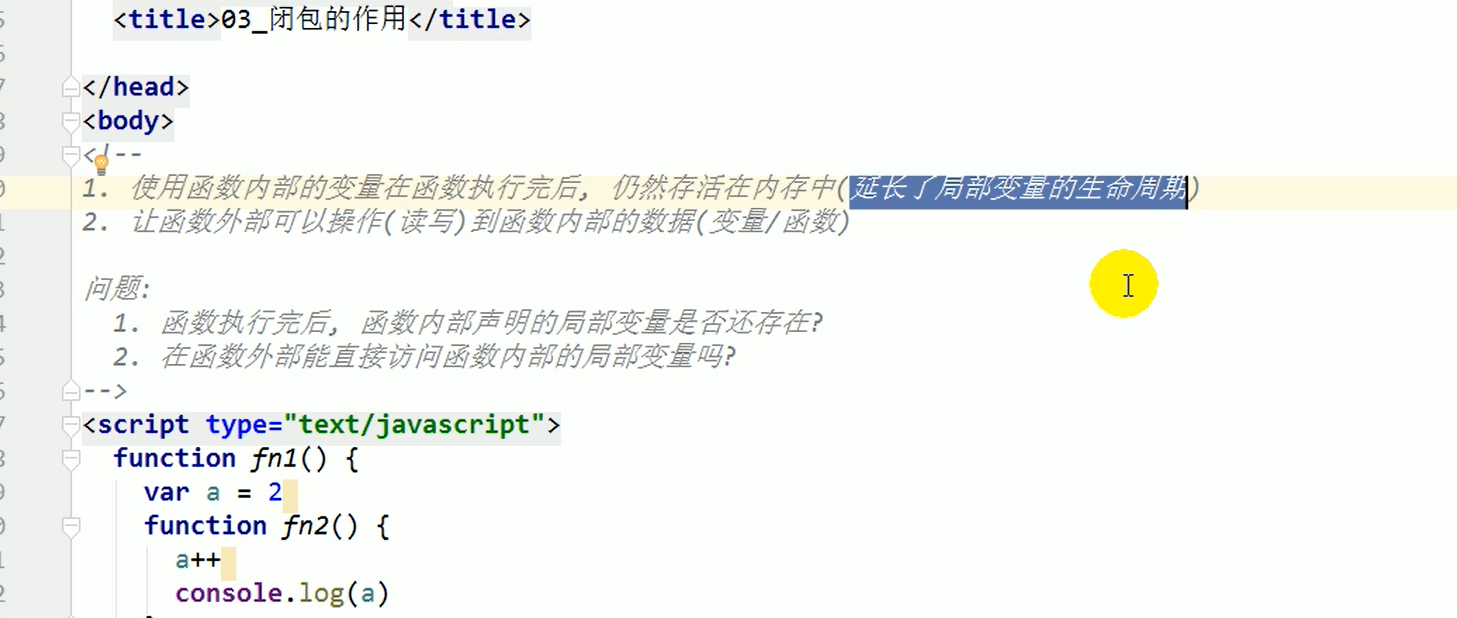 <title>03_闭包的作用</title>
</head>
<body>
<!--
1. 使用函数内部的变量在函数执行完后, 仍然存活在内存中(延长了局部变量的生命周期)
2. 让函数外部可以操作(读写)到函数内部的数据(变量/函数)
问题:
1. 函数执行完后, 函数内部声明的局部变量是否还存在?
2. 在函数外部能直接访问函数内部的局部变量吗?
-->
<script type="text/javascript">
function fn1() {
var a = 2
function fn2() {
a++
console.log(a)